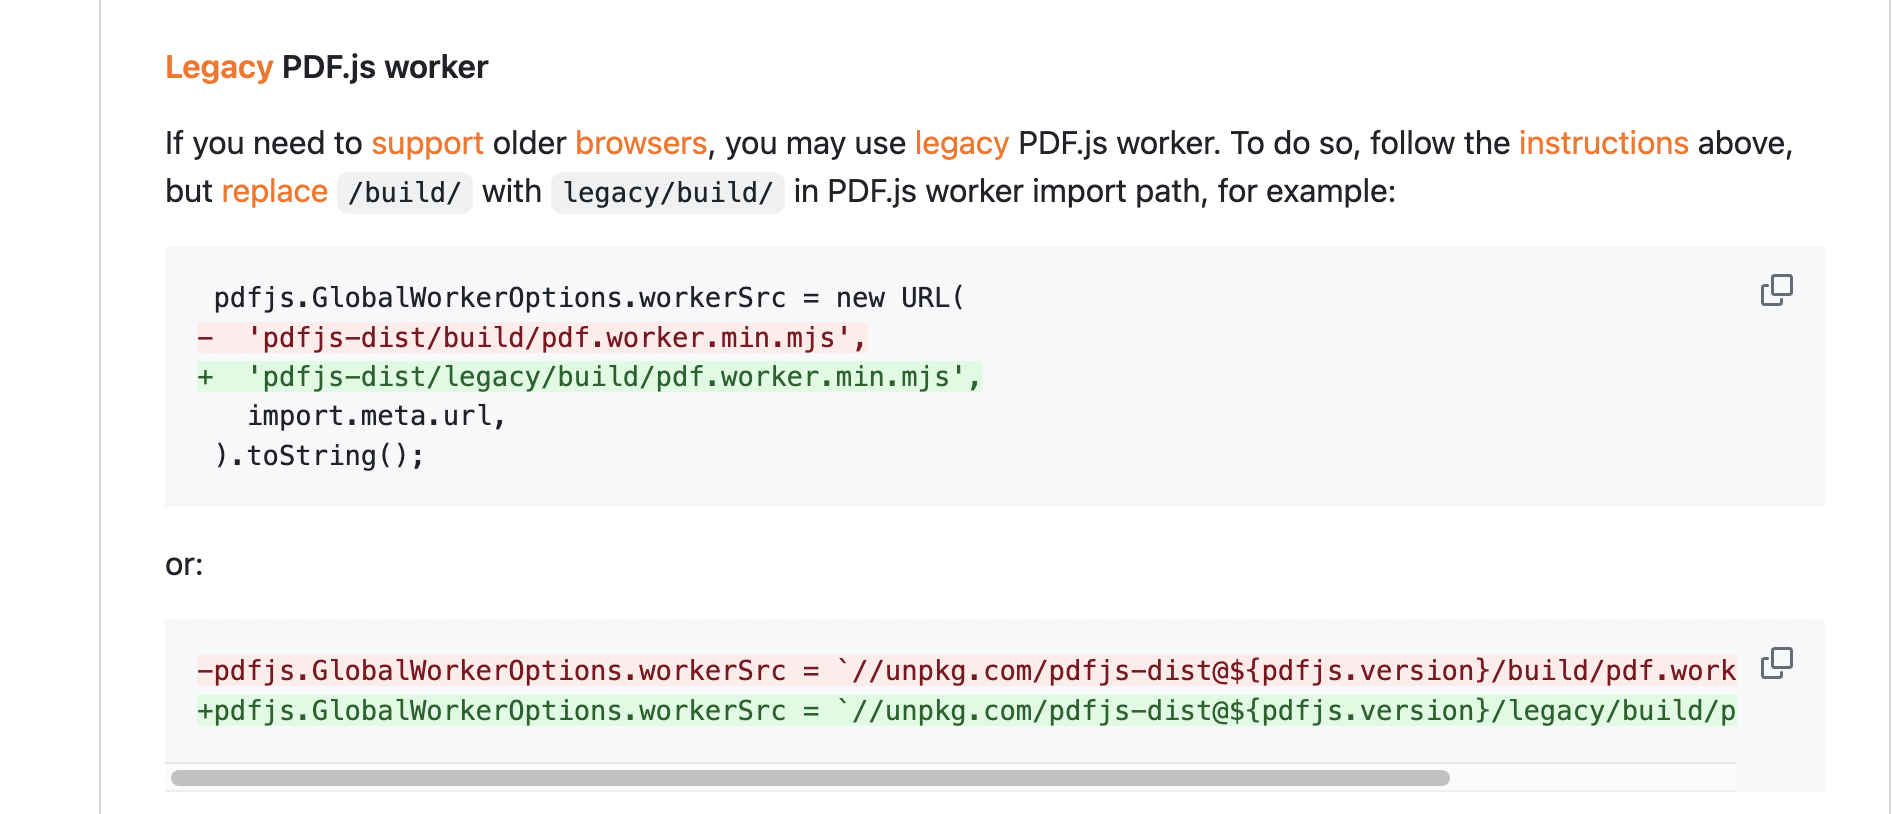 Legacy PDF.js worker
If you need to support older browsers, you may use legacy PDF.js worker. To do so, follow the instructions above,
but replace /build/ with legacy/build/ in PDF.js worker import path, for example:
pdfjs.GlobalWorkerOptions.workerSrc = new URL(
-  'pdfjs-dist/build/pdf.worker.min.mjs',
+  'pdfjs-dist/legacy/build/pdf.worker.min.mjs',
import.meta.url,
).toString();
or:
-pdfjs.GlobalWorkerOptions.workerSrc = `//unpkg.com/pdfjs-dist@${pdfjs.version}/build/pdf.work
+pdfjs.GlobalWorkerOptions.workerSrc = `//unpkg.com/pdfjs-dist@${pdfjs.version}/legacy/build/p